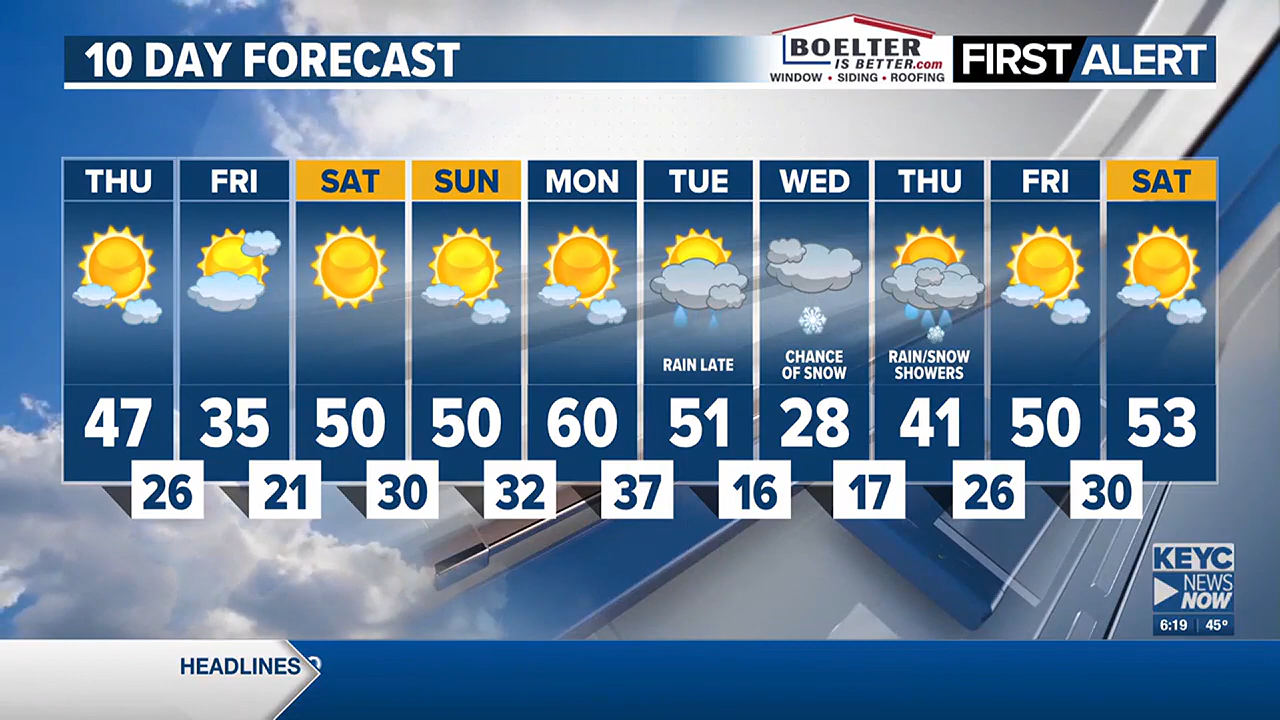 10 DAY FORECAST
BOELTER
IS BETTER.com
WINDOW • SIDING • ROOFING
FIRST ALERT
THU FRI SAT SUN MON TUE WED THU FRI SAT
RAIN LATE
CHANCE
OF SNOW
RAIN/SNOW
SHOWERS
47 35 50 50 60 51 28 41 50 53
26 21 30 32 37 16 17 26 30
KEYC
NEWS
NOW
6:19 45°
HEADLINES